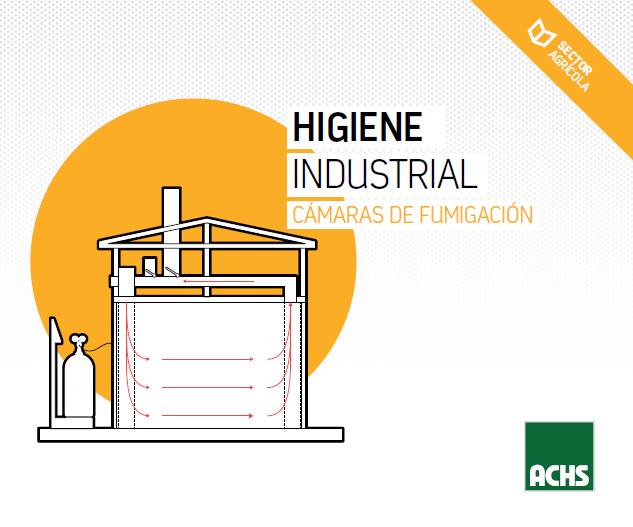 SECTOR
AGRÍCOLA
HIGIENE
INDUSTRIAL
CÁMARAS DE FUMIGACIÓN
ACHS